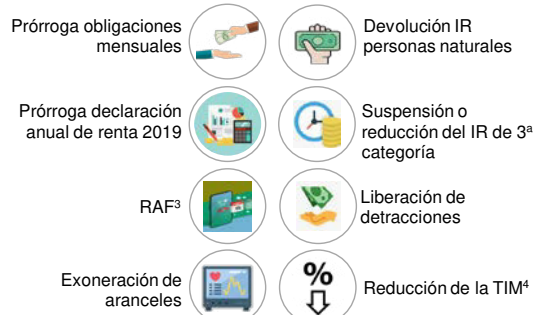 Prórroga obligaciones
mensuales
Devolución IR
personas naturales
Prórroga declaración
anual de renta 2019
Suspensión o
reducción del IR de 3ª
categoría
RAF³
Liberación de
detracciones
Exoneración de
aranceles
%
Reducción de la TIM⁴